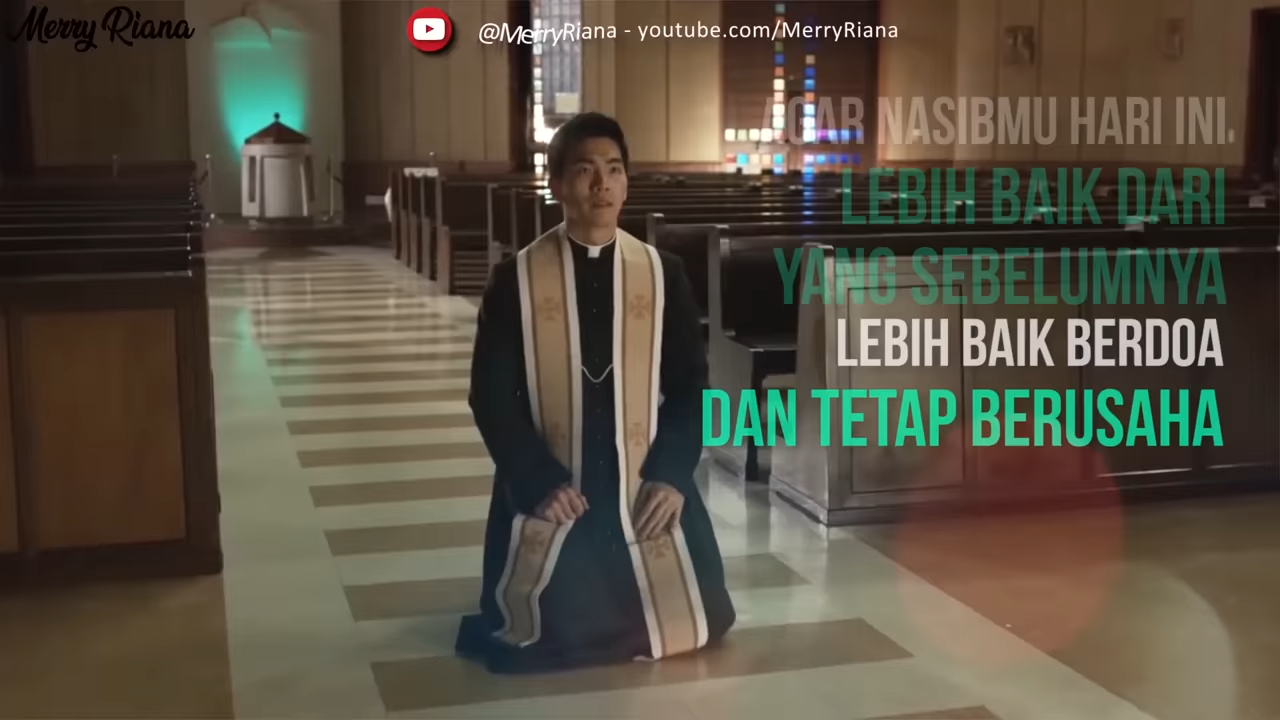 Merry Riana
@MerryRiana - youtube.com/MerryRiana
AGAR NASIBMU HARI INI.
LEBIH BAIK DARI
YANG SEBELUMNYA
LEBIH BAIK BERDOA
DAN TETAP BERUSAHA